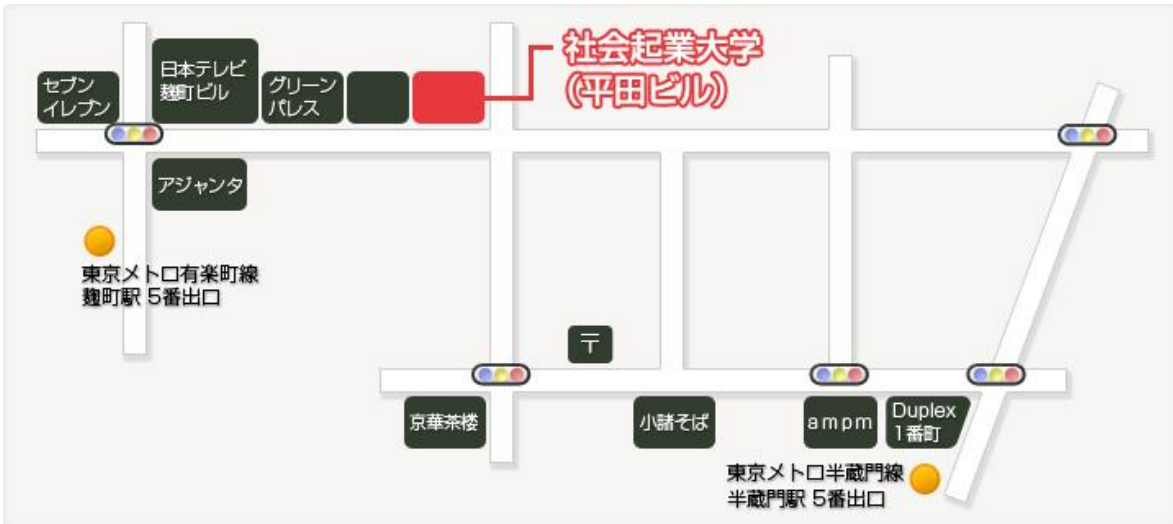 社会起業大学
(平田ビル)
セブン
イレブン
日本テレビ
麹町ビル
グリーン
パレス
アジャンタ
東京メトロ有楽町線
麹町駅 5番出口
〒
京華茶楼
小諸そば
ampm
Duplex
1番町
東京メトロ半蔵門線
半蔵門駅 5番出口